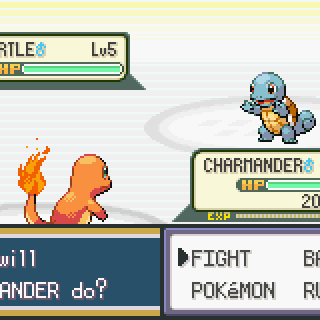 RTLE♂ Lv5
HP
CHARMANDER♂
HP
20
EXP
will
ANDER do?
▶FIGHT BA
POKéMON RU